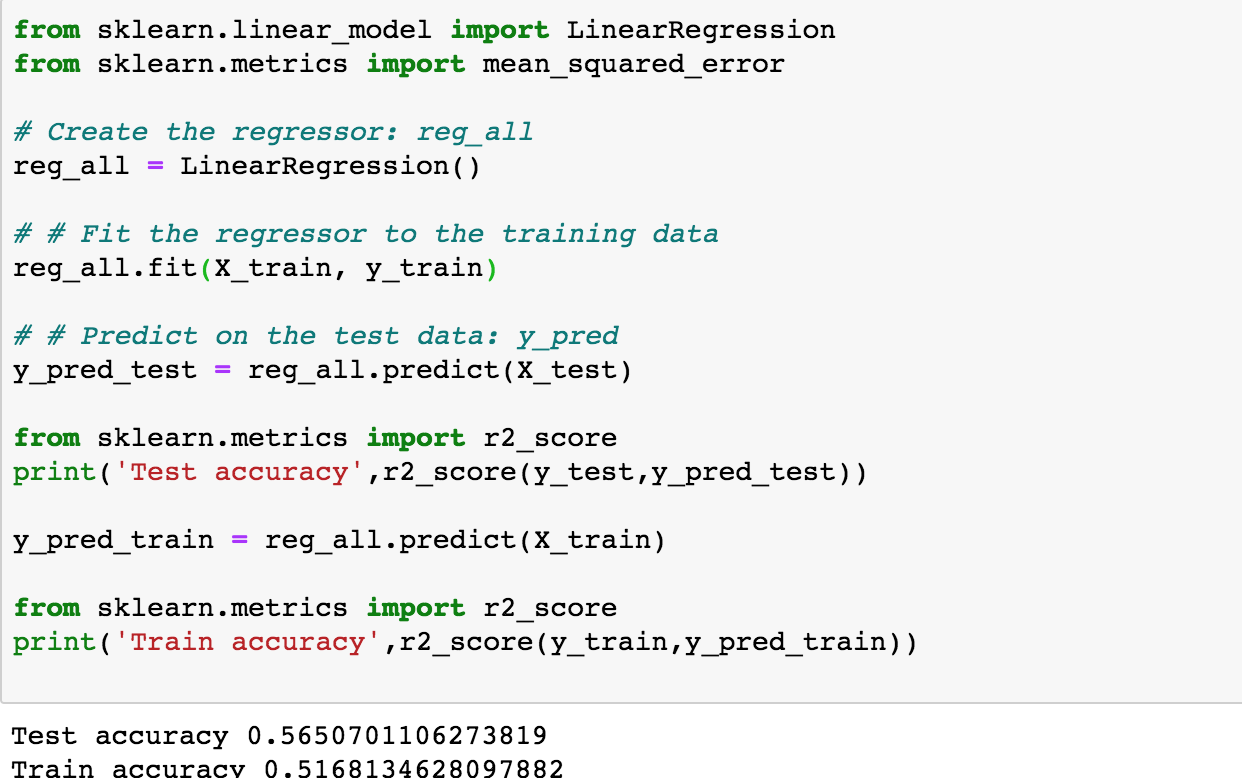 from sklearn.linear_model import LinearRegression
from sklearn.metrics import mean_squared_error
# Create the regressor: reg_all
reg_all = LinearRegression()
# # Fit the regressor to the training data
reg_all.fit(X_train, y_train)
# # Predict on the test data: y_pred
y_pred_test = reg_all.predict(X_test)
from sklearn.metrics import r2_score
print('Test accuracy',r2_score(y_test,y_pred_test))
y_pred_train = reg_all.predict(X_train)
from sklearn.metrics import r2_score
print('Train accuracy',r2_score(y_train,y_pred_train))
Test accuracy 0.5650701106273819
Train accuracy 0.5168134628097882